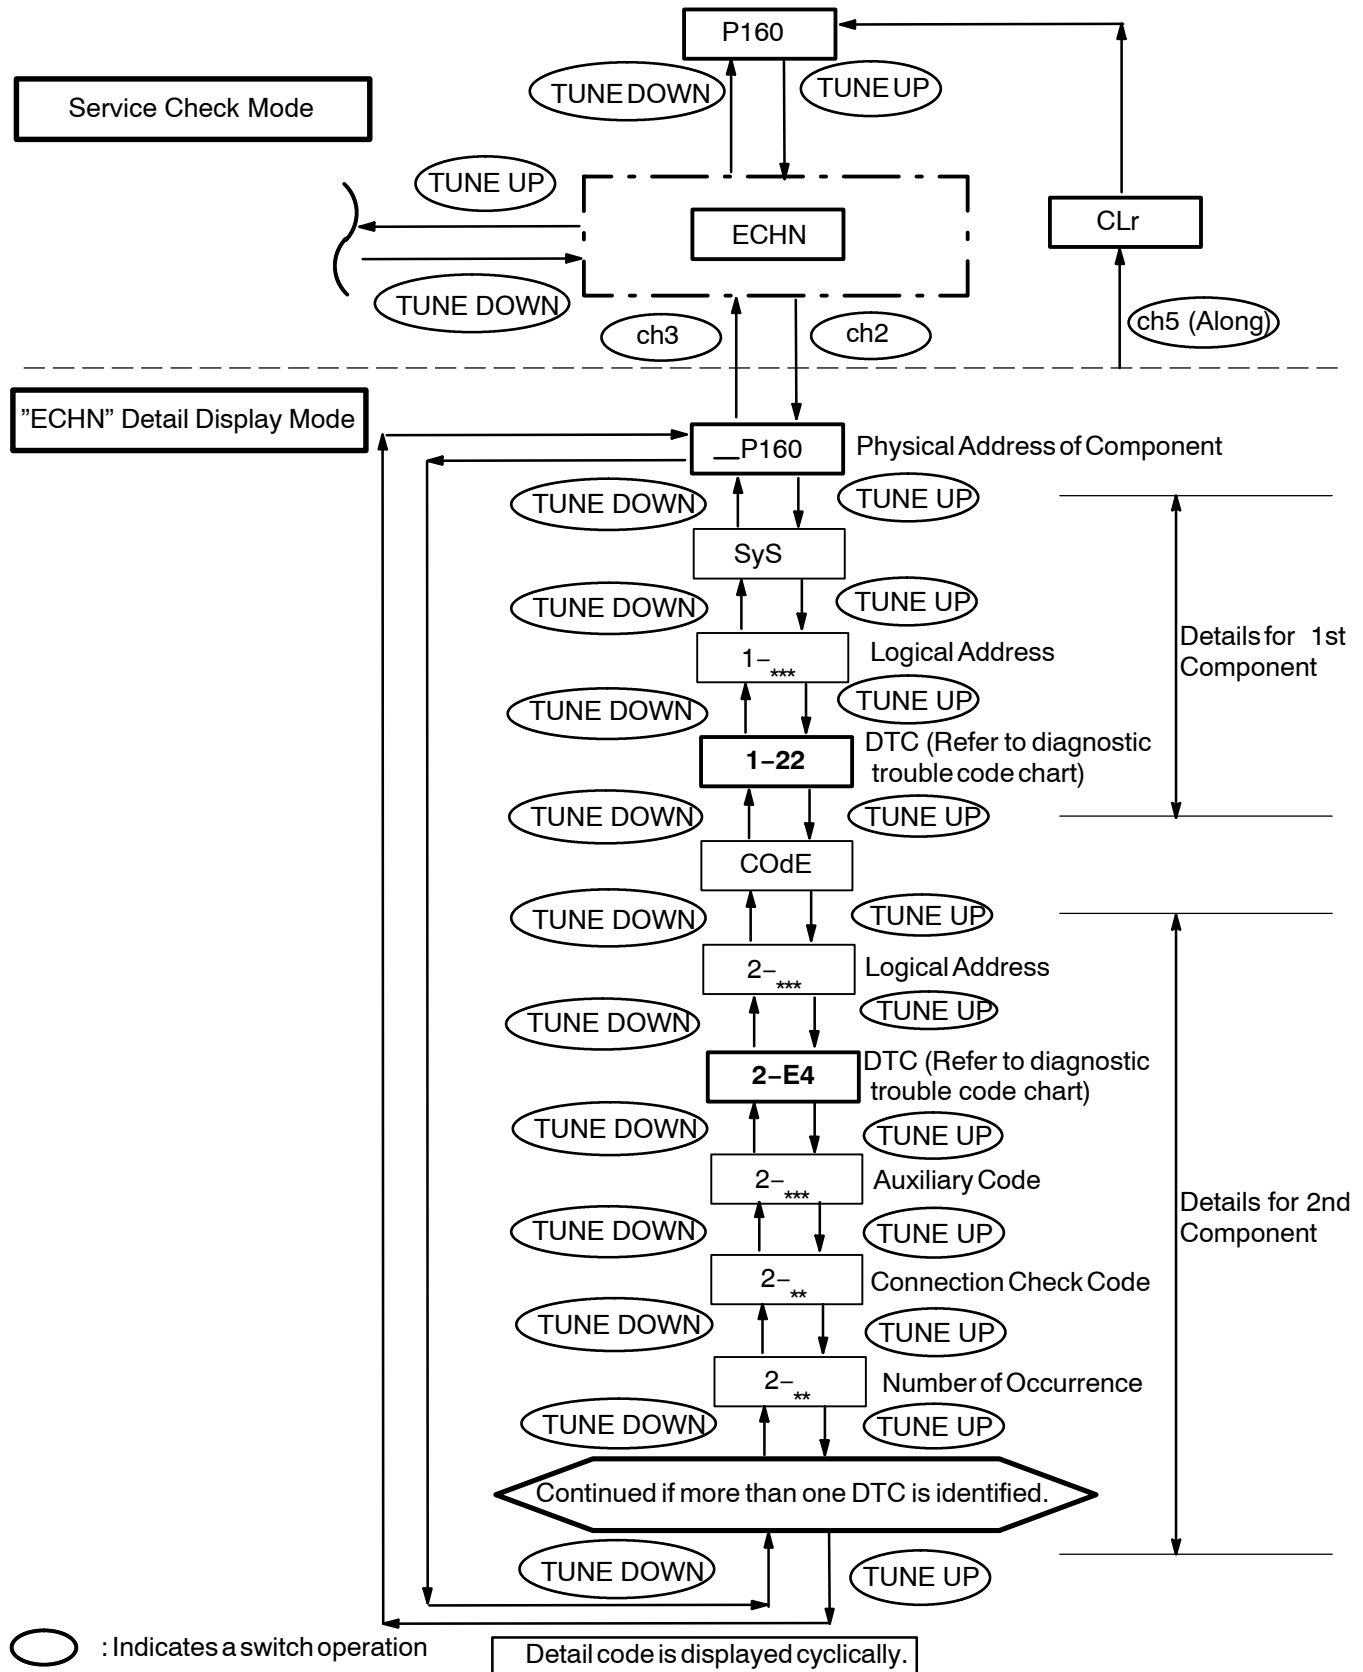 P160
TUNE DOWN
TUNE UP
Service Check Mode
TUNE UP
ECHN
CLr
TUNE DOWN
ch3
ch2
ch5 (Along)
"ECHN" Detail Display Mode
__P160
Physical Address of Component
TUNE DOWN
TUNE UP
SyS
TUNE DOWN
TUNE UP
Details for 1st
Component
1–***
Logical Address
TUNE DOWN
TUNE UP
1–22
DTC (Refer to diagnostic
trouble code chart)
TUNE DOWN
TUNE UP
COdE
TUNE DOWN
TUNE UP
2–***
Logical Address
TUNE DOWN
TUNE UP
2–E4
DTC (Refer to diagnostic
trouble code chart)
TUNE DOWN
TUNE UP
2–***
Auxiliary Code
Details for 2nd
Component
TUNE DOWN
TUNE UP
2–**
Connection Check Code
TUNE DOWN
TUNE UP
2–**
Number of Occurrence
TUNE DOWN
TUNE UP
Continued if more than one DTC is identified.
TUNE DOWN
TUNE UP
: Indicates a switch operation
Detail code is displayed cyclically.